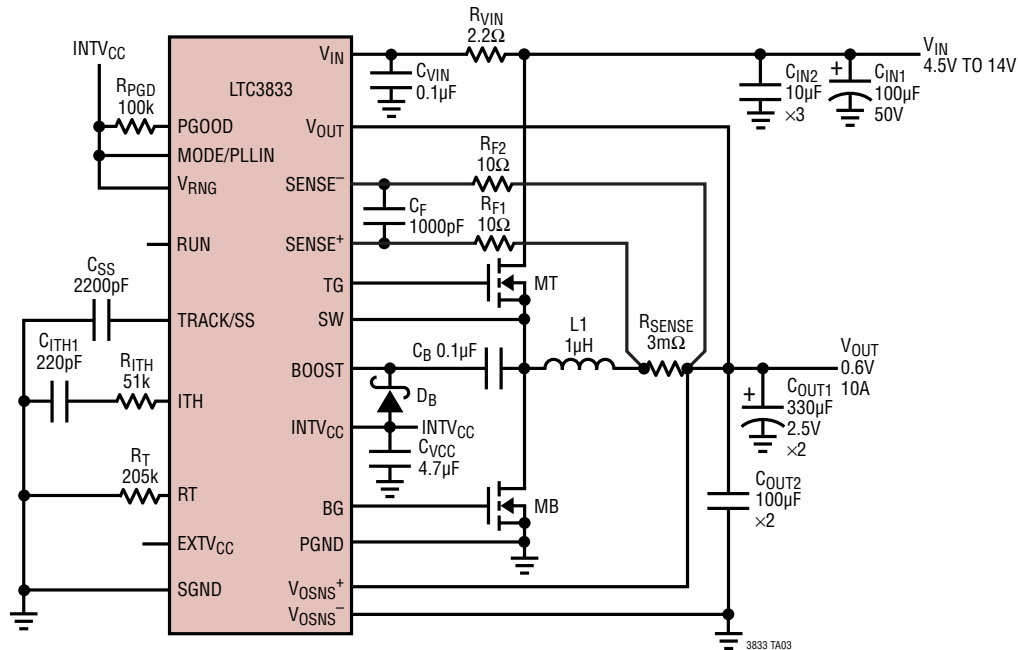 INTVCC
RPGD
100k
PGOOD
MODE/PLLIN
VRNG
RUN
CSS
2200pF
TRACK/SS
CITH1
220pF
RITH
51k
ITH
RT
205k
RT
EXTVCC
SGND
LTC3833
VIN
VOUT
SENSE–
SENSE+
TG
SW
BOOST
INTVCC
BG
PGND
VOSNS+
VOSNS–
RVIN
2.2Ω
CVIN
0.1µF
RF2
10Ω
RF1
10Ω
CF
1000pF
MT
CB 0.1µF
L1
1µH
RSENSE
3mΩ
DB
INTVCC
CVCC
4.7µF
MB
VIN
4.5V TO 14V
CIN2
10µF
×3
CIN1
+
100µF
50V
VOUT
0.6V
10A
COUT1
+
330µF
2.5V
×2
COUT2
100µF
×2
3833 TA03